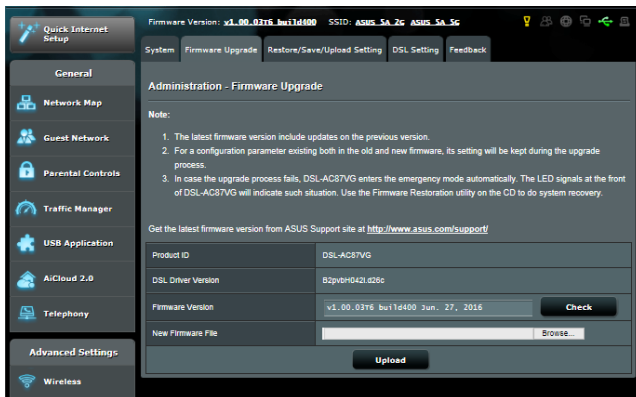 Quick Internet Setup
Firmware Version: v1.00.03T6 build400 SSID: ASUS_5A_2G ASUS_5A_5G
System Firmware Upgrade Restore/Save/Upload Setting DSL Setting Feedback
General
Network Map
Guest Network
Parental Controls
Traffic Manager
USB Application
AiCloud 2.0
Telephony
Advanced Settings
Wireless
Administration - Firmware Upgrade
Note:
1. The latest firmware version include updates on the previous version.
2. For a configuration parameter existing both in the old and new firmware, its setting will be kept during the upgrade
process.
3. In case the upgrade process fails, DSL-AC87VG enters the emergency mode automatically. The LED signals at the front
of DSL-AC87VG will indicate such situation. Use the Firmware Restoration utility on the CD to do system recovery.
Get the latest firmware version from ASUS Support site at http://www.asus.com/support/
Product ID DSL-AC87VG
DSL Driver Version B2pvbH042l.d26c
Firmware Version v1.00.03T6 build400 Jun. 27, 2016 Check
New Firmware File Browse...
Upload